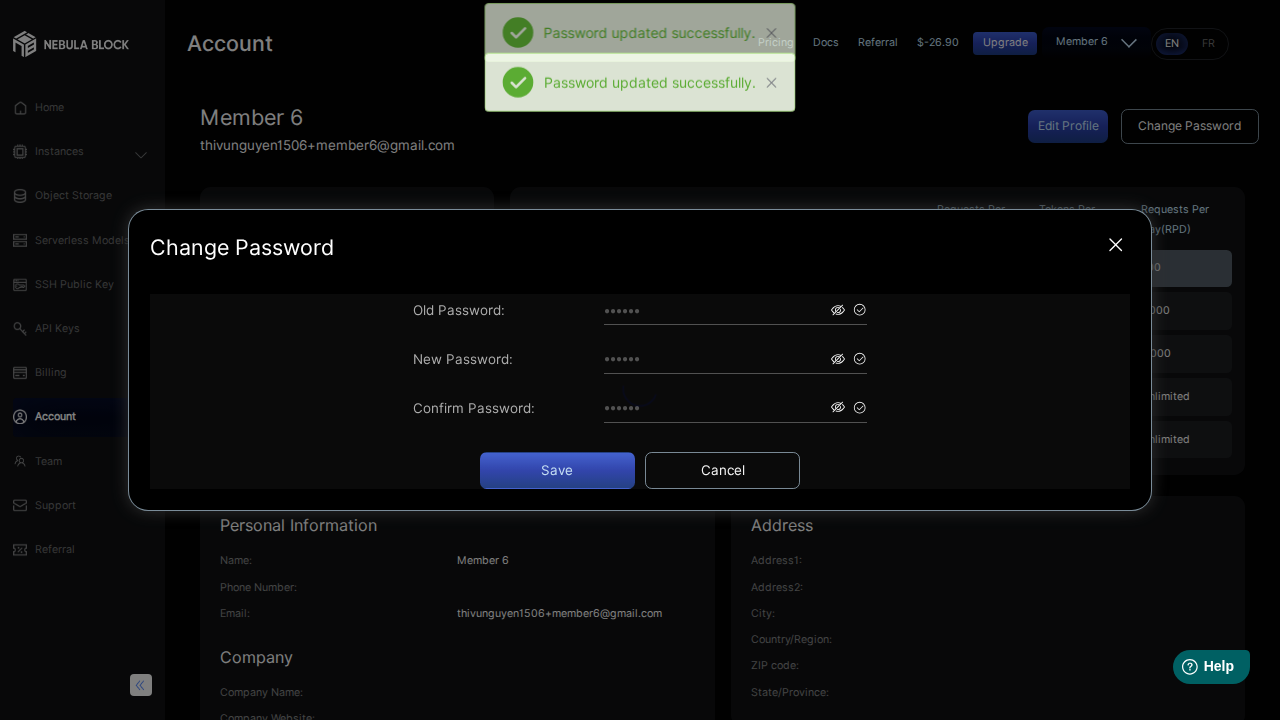 Password updated successfully.
Password updated successfully.
NEBULA BLOCK
Account
Pricing
Docs
Referral
$-26.90
Upgrade
Member 6
EN
FR
Home
Instances
Object Storage
Serverless Models
SSH Public Key
API Keys
Billing
Account
Team
Support
Referral
Member 6
thivunguyen1506+member6@gmail.com
Edit Profile
Change Password
Requests Per
Tokens Per
Requests Per
Change Password
Old Password:
••••••
New Password:
••••••
Confirm Password:
••••••
Save
Cancel
Personal Information
Name:
Member 6
Phone Number:
Email:
thivunguyen1506+member6@gmail.com
Company
Company Name:
Company Website:
Address
Address1:
Address2:
City:
Country/Region:
ZIP code:
State/Province:
Help